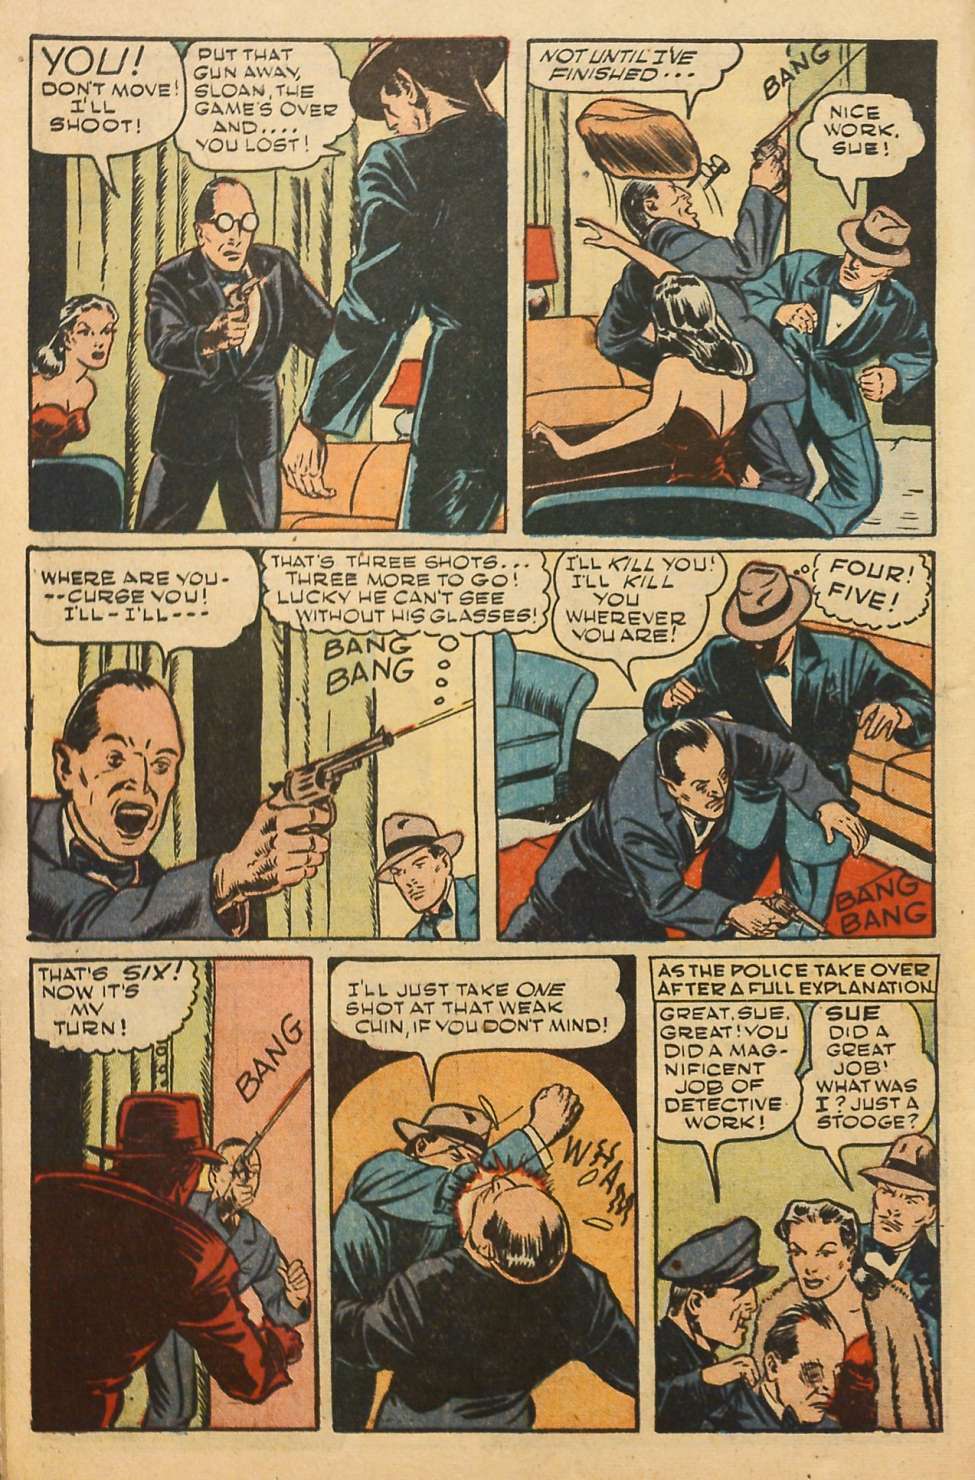 YOU!
DON'T MOVE!
I'LL
SHOOT!
PUT THAT
GUN AWAY,
SLOAN, THE
GAME'S OVER
AND....
YOU LOST!
NOT UNTIL I'VE
FINISHED...
BANG
NICE
WORK,
SUE!
WHERE ARE YOU-
--CURSE YOU!
I'LL-I'LL---
THAT'S THREE SHOTS...
THREE MORE TO GO!
LUCKY HE CAN'T SEE
WITHOUT HIS GLASSES!
BANG
BANG
I'LL KILL YOU!
I'LL KILL
YOU
WHEREVER
YOU ARE!
FOUR!
FIVE!
BANG
BANG
THAT'S SIX!
NOW IT'S
MY
TURN!
BANG
I'LL JUST TAKE ONE
SHOT AT THAT WEAK
CHIN, IF YOU DON'T MIND!
WHAM
AS THE POLICE TAKE OVER
AFTER A FULL EXPLANATION
GREAT, SUE,
GREAT! YOU
DID A MAG-
NIFICENT
JOB OF
DETECTIVE
WORK!
SUE
DID A
GREAT
JOB!
WHAT WAS
I? JUST A
STOOGE?